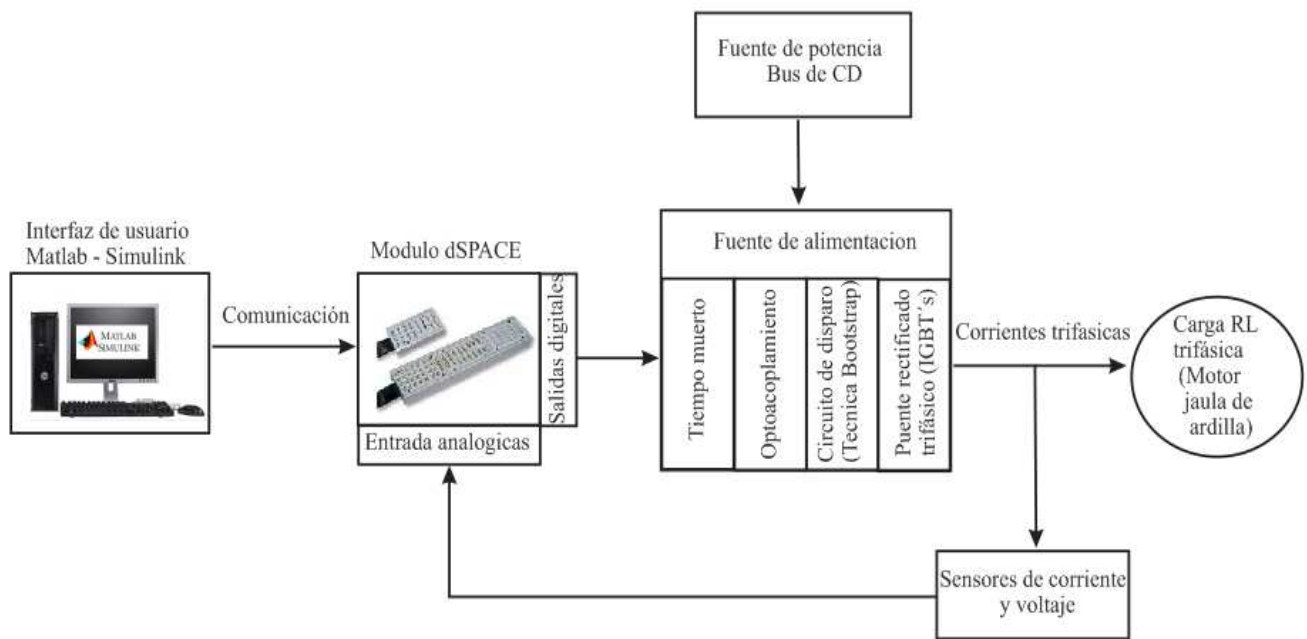 Fuente de potencia
Bus de CD
Interfaz de usuario
Matlab - Simulink
MATLAB
SIMULINK
Comunicación
Modulo dSPACE
Salidas digitales
Entrada analogicas
Fuente de alimentacion
Tiempo muerto
Optoacoplamiento
Circuito de disparo
(Tecnica Bootstrap)
Puente rectificado
trifásico (IGBT´s)
Corrientes trifasicas
Carga RL
trifásica
(Motor
jaula de
ardilla)
Sensores de corriente
y voltaje